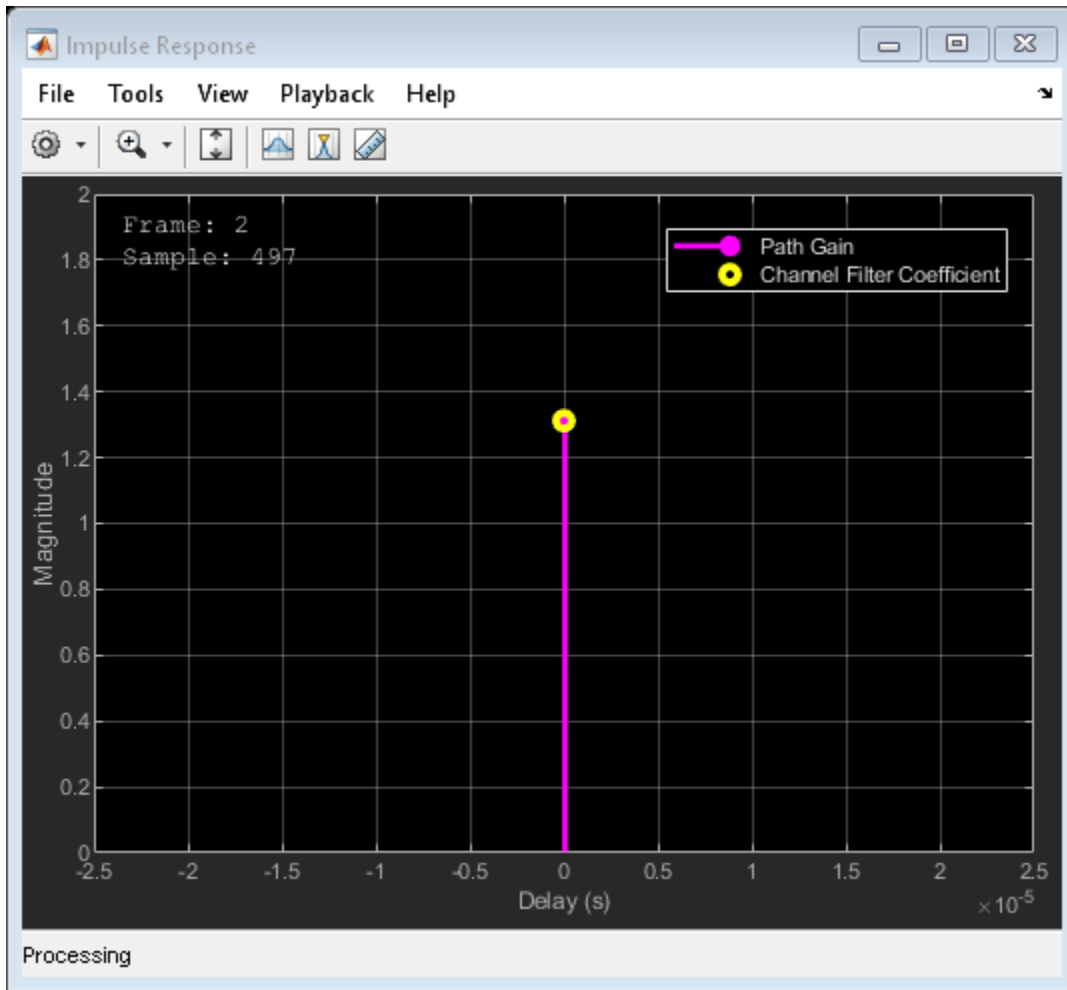 Impulse Response
File Tools View Playback Help
2
Frame: 2
Sample: 497
Path Gain
Channel Filter Coefficient
1.8
1.6
1.4
1.2
1
0.8
0.6
0.4
0.2
0
Magnitude
-2.5 -2 -1.5 -1 -0.5 0 0.5 1 1.5 2 2.5
Delay (s)
×10-5
Processing